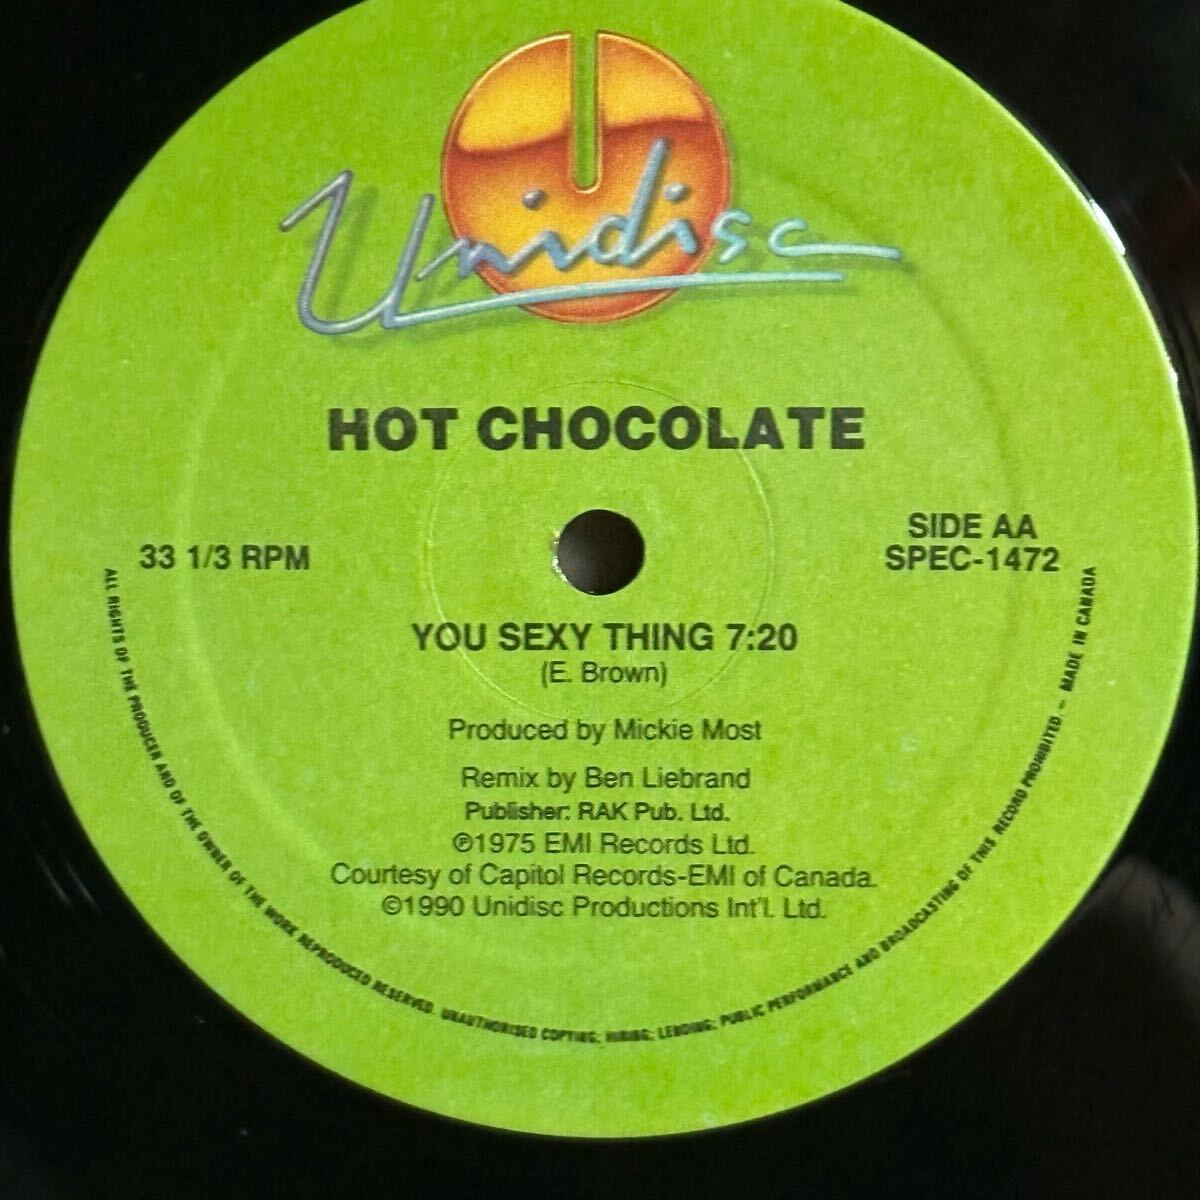 Unidisc
HOT CHOCOLATE
33 1/3 RPM
SIDE AA
SPEC-1472
YOU SEXY THING 7:20
(E. Brown)
Produced by Mickie Most
Remix by Ben Liebrand
Publisher: RAK Pub. Ltd.
℗1975 EMI Records Ltd.
Courtesy of Capitol Records-EMI of Canada.
©1990 Unidisc Productions Int'l. Ltd.
ALL RIGHTS OF THE PRODUCER AND OF THE OWNER OF THE WORK REPRODUCED RESERVED. UNAUTHORISED COPYING; HIRING; LENDING; PUBLIC PERFORMANCE AND BROADCASTING OF THIS RECORD PROHIBITED. - MADE IN CANADA